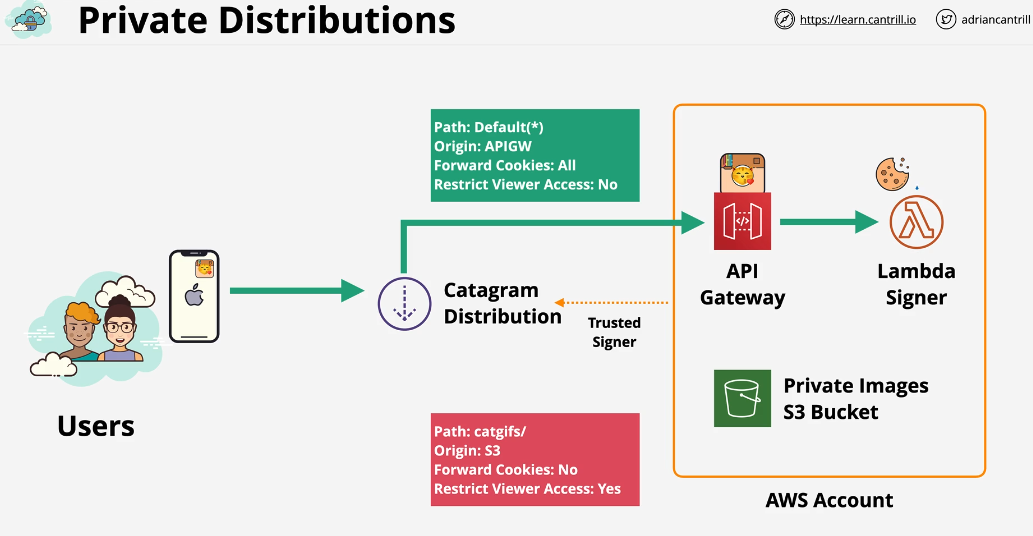 Private Distributions
https://learn.cantrill.io
adriancantrill
Path: Default(*)
Origin: APIGW
Forward Cookies: All
Restrict Viewer Access: No
API
Gateway
Lambda
Signer
Catagram
Distribution
Trusted
Signer
Private Images
S3 Bucket
Users
Path: catgifs/
Origin: S3
Forward Cookies: No
Restrict Viewer Access: Yes
AWS Account